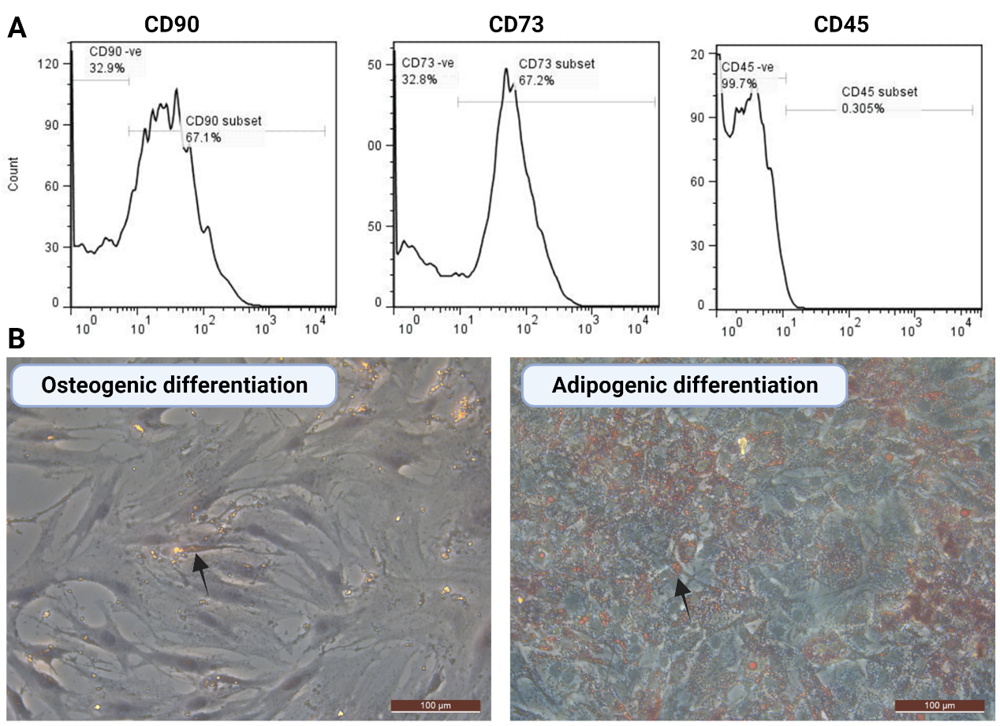 A
CD90
CD73
CD45
CD90 -ve
32.9%
CD90 subset
67.1%
Count
120
90
60
30
0
10^0 10^1 10^2 10^3 10^4
CD73 -ve
32.8%
CD73 subset
67.2%
50
00
50
0
10^0 10^1 10^2 10^3 10^4
CD45 -ve
99.7%
CD45 subset
0.305%
20
90
60
30
0
10^0 10^1 10^2 10^3 10^4
B
Osteogenic differentiation
100 µm
Adipogenic differentiation
100 µm